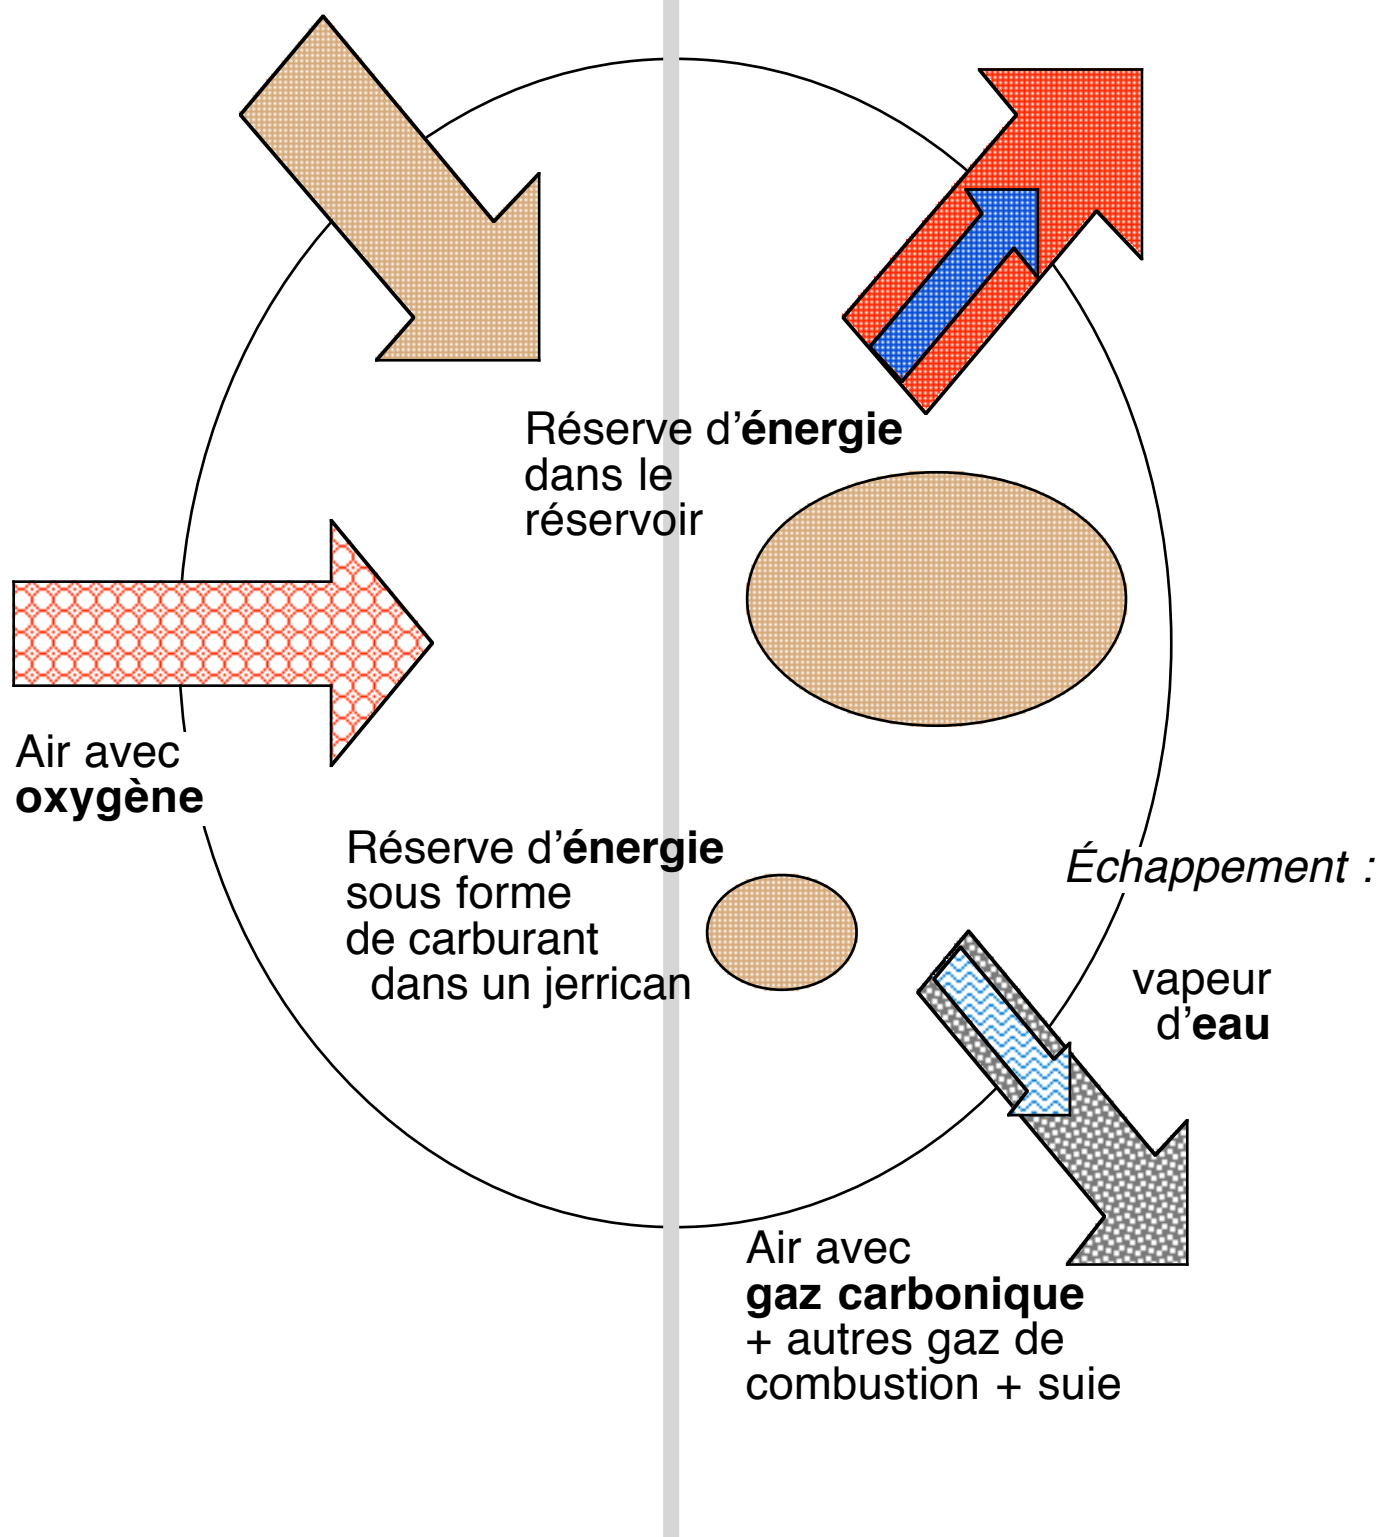 Réserve d'énergie
dans le
réservoir
Air avec
oxygène
Réserve d'énergie
sous forme
de carburant
dans un jerrican
Échappement :
vapeur
d'eau
Air avec
gaz carbonique
+ autres gaz de
combustion + suie